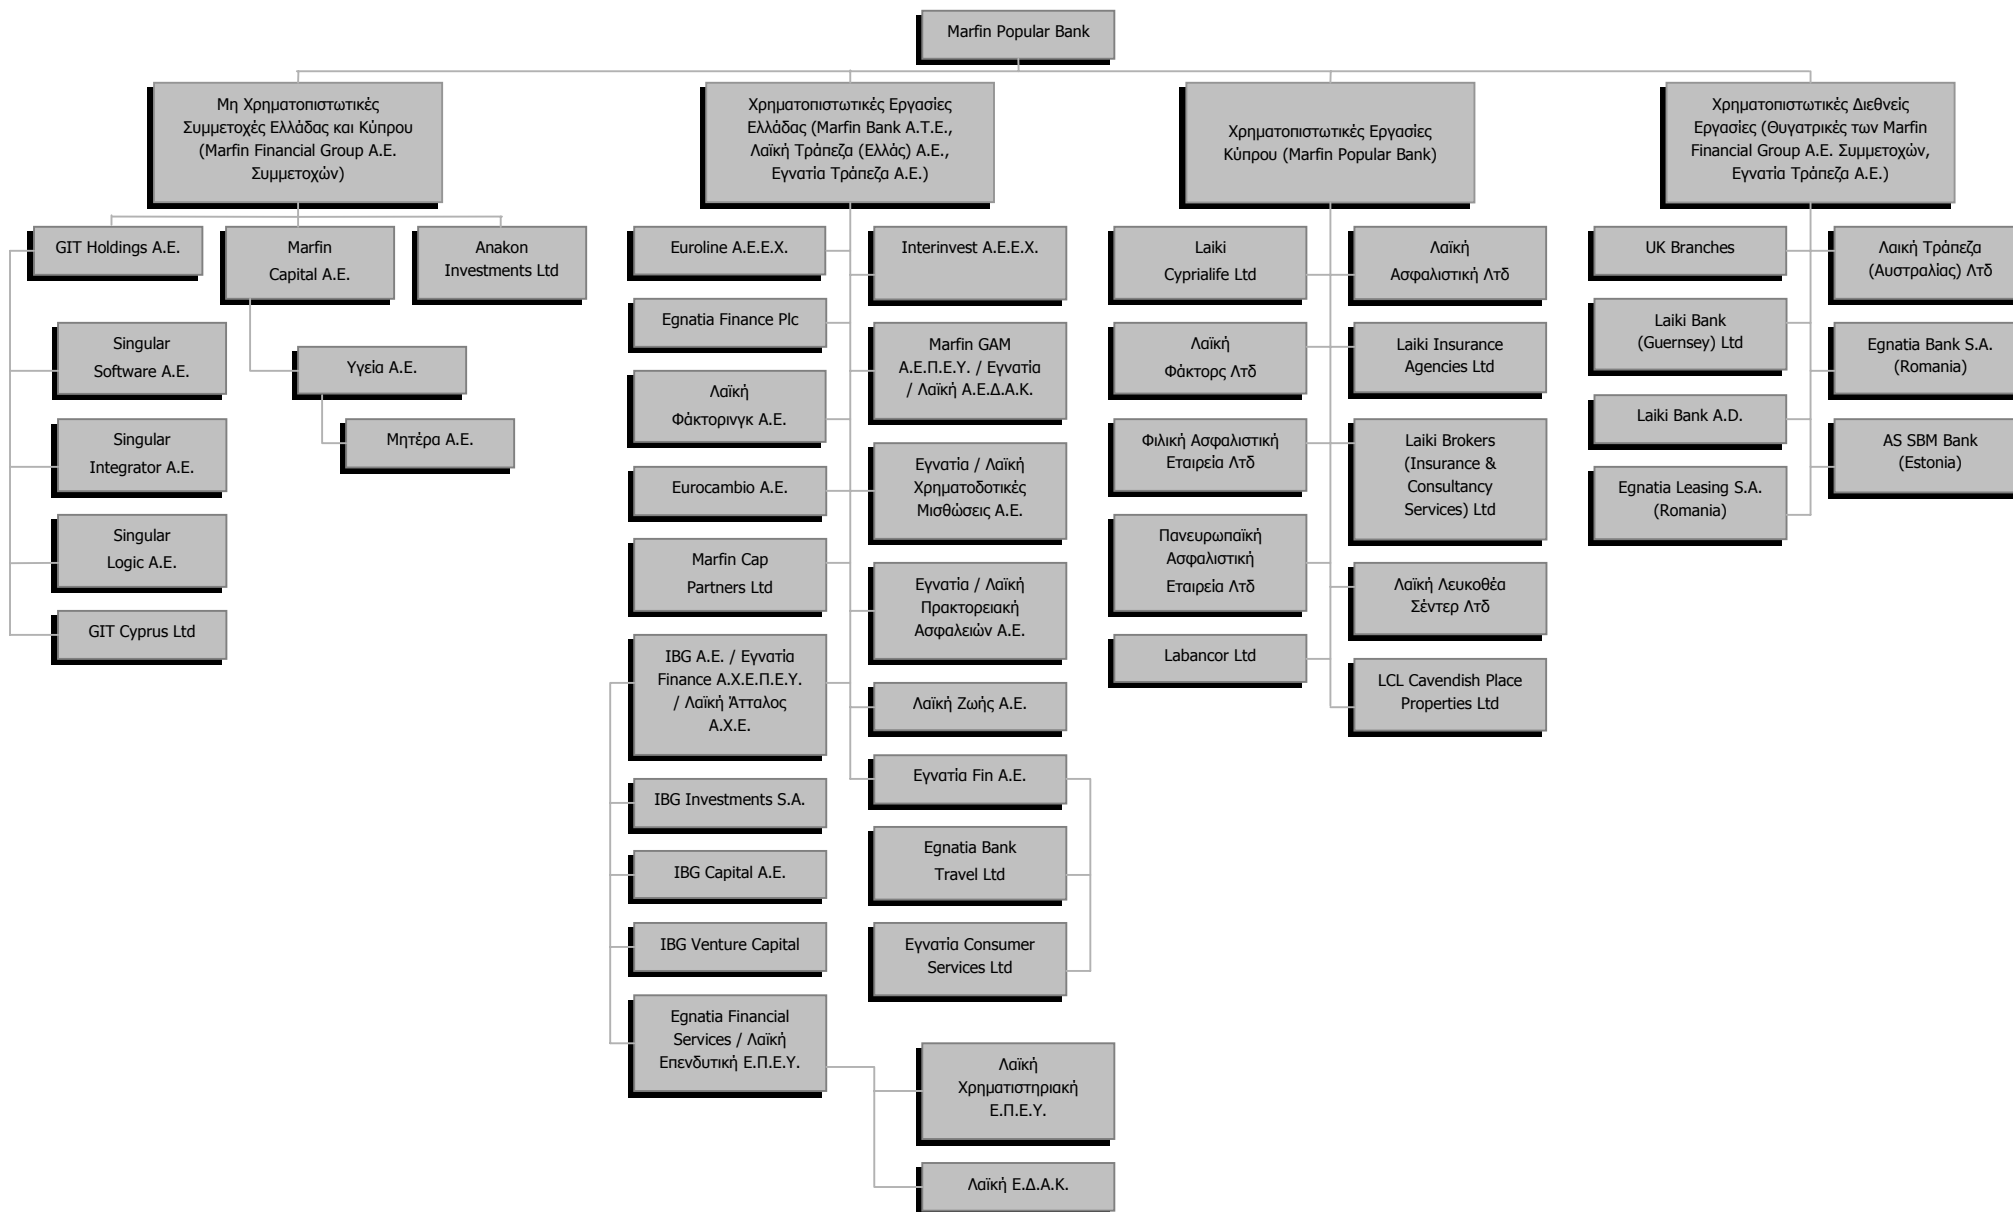 Marfin Popular Bank
Μη Χρηματοπιστωτικές
Συμμετοχές Ελλάδας και Κύπρου
(Marfin Financial Group Α.Ε.
Συμμετοχών)
Χρηματοπιστωτικές Εργασίες
Ελλάδας (Marfin Bank Α.Τ.Ε.,
Λαϊκή Τράπεζα (Ελλάς) Α.Ε.,
Εγνατία Τράπεζα Α.Ε.)
Χρηματοπιστωτικές Εργασίες
Κύπρου (Marfin Popular Bank)
Χρηματοπιστωτικές Διεθνείς
Εργασίες (Θυγατρικές των Marfin
Financial Group Α.Ε. Συμμετοχών,
Εγνατία Τράπεζα Α.Ε.)
GIT Holdings Α.Ε.
Marfin
Capital Α.Ε.
Anakon
Investments Ltd
Singular
Software Α.Ε.
Singular
Integrator Α.Ε.
Singular
Logic Α.Ε.
GIT Cyprus Ltd
Υγεία Α.Ε.
Μητέρα Α.Ε.
Euroline Α.Ε.Ε.Χ.
Egnatia Finance Plc
Λαϊκή
Φάκτορινγκ Α.Ε.
Eurocambio Α.Ε.
Marfin Cap
Partners Ltd
IBG Α.Ε. / Εγνατία
Finance Α.Χ.Ε.Π.Ε.Υ.
/ Λαϊκή Άτταλος
Α.Χ.Ε.
IBG Investments S.A.
IBG Capital Α.Ε.
IBG Venture Capital
Egnatia Financial
Services / Λαϊκή
Επενδυτική Ε.Π.Ε.Υ.
Interinvest Α.Ε.Ε.Χ.
Marfin GAM
Α.Ε.Π.Ε.Υ. / Εγνατία
/ Λαϊκή Α.Ε.Δ.Α.Κ.
Εγνατία / Λαϊκή
Χρηματοδοτικές
Μισθώσεις Α.Ε.
Εγνατία / Λαϊκή
Πρακτορειακή
Ασφαλειών Α.Ε.
Λαϊκή Ζωής Α.Ε.
Εγνατία Fin Α.Ε.
Egnatia Bank
Travel Ltd
Εγνατία Consumer
Services Ltd
Λαϊκή
Χρηματιστηριακή
Ε.Π.Ε.Υ.
Λαϊκή Ε.Δ.Α.Κ.
Laiki
Cyprialife Ltd
Λαϊκή
Φάκτορς Λτδ
Φιλική Ασφαλιστική
Εταιρεία Λτδ
Πανευρωπαϊκή
Ασφαλιστική
Εταιρεία Λτδ
Labancor Ltd
Λαϊκή
Ασφαλιστική Λτδ
Laiki Insurance
Agencies Ltd
Laiki Brokers
(Insurance &
Consultancy
Services) Ltd
Λαϊκή Λευκοθέα
Σέντερ Λτδ
LCL Cavendish Place
Properties Ltd
UK Branches
Laiki Bank
(Guernsey) Ltd
Laiki Bank A.D.
Egnatia Leasing S.A.
(Romania)
Λαική Τράπεζα
(Αυστραλίας) Λτδ
Egnatia Bank S.A.
(Romania)
AS SBM Bank
(Estonia)